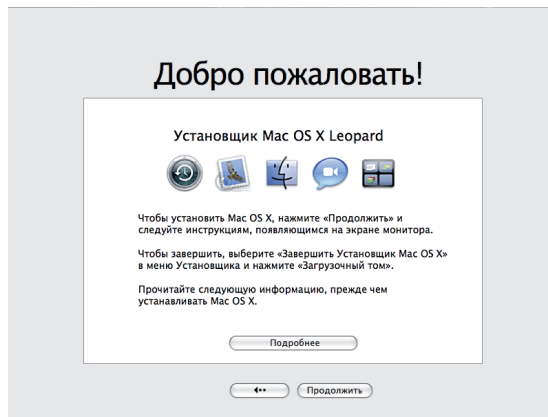 Добро пожаловать!
Установщик Mac OS X Leopard
Чтобы установить Mac OS X, нажмите «Продолжить» и
следуйте инструкциям, появляющимся на экране монитора.
Чтобы завершить, выберите «Завершить Установщик Mac OS X»
в меню Установщика и нажмите «Загрузочный том».
Прочитайте следующую информацию, прежде чем
устанавливать Mac OS X.
Подробнее
Продолжить